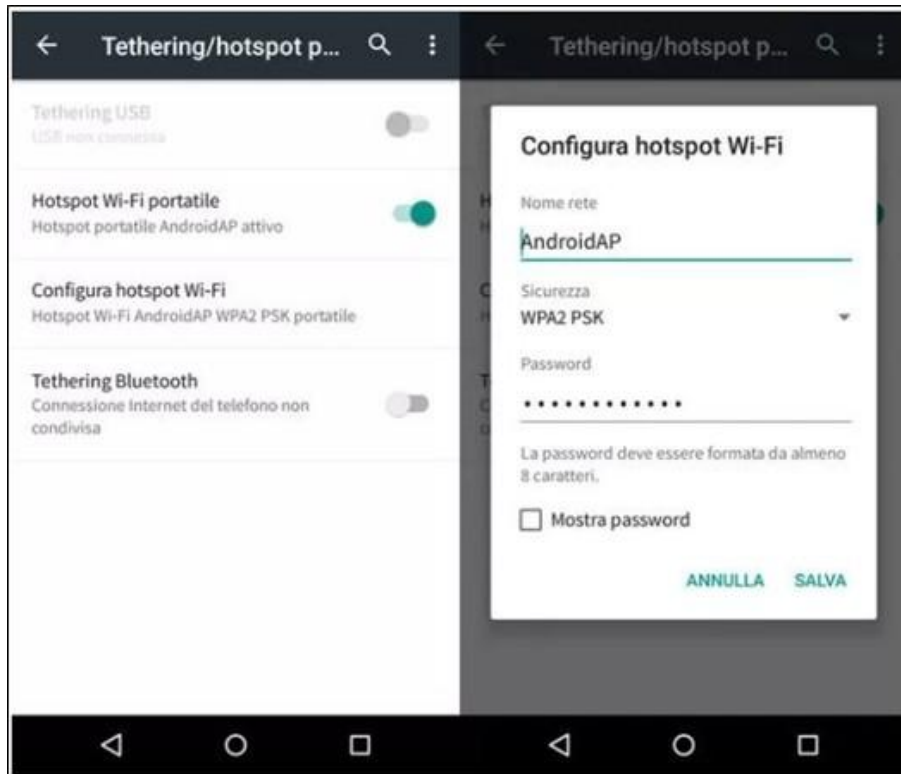 Tethering/hotspot p...
Tethering USB
USB non connessa
Hotspot Wi-Fi portatile
Hotspot portatile AndroidAP attivo
Configura hotspot Wi-Fi
Hotspot Wi-Fi AndroidAP WPA2 PSK portatile
Tethering Bluetooth
Connessione Internet del telefono non
condivisa
Tethering/hotspot p...
Configura hotspot Wi-Fi
Nome rete
AndroidAP
Sicurezza
WPA2 PSK
Password
••••••••••••
La password deve essere formata da almeno
8 caratteri.
Mostra password
ANNULLA SALVA